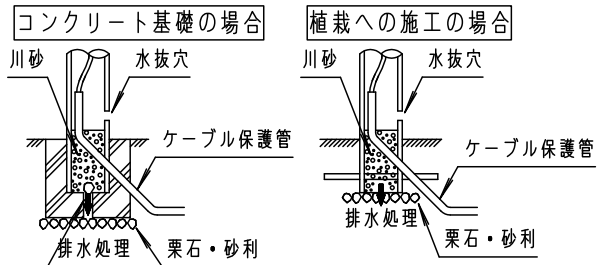 コンクリート基礎の場合
川砂
水抜穴
ケーブル保護管
排水処理
栗石・砂利
植栽への施工の場合
川砂
水抜穴
ケーブル保護管
排水処理
栗石・砂利